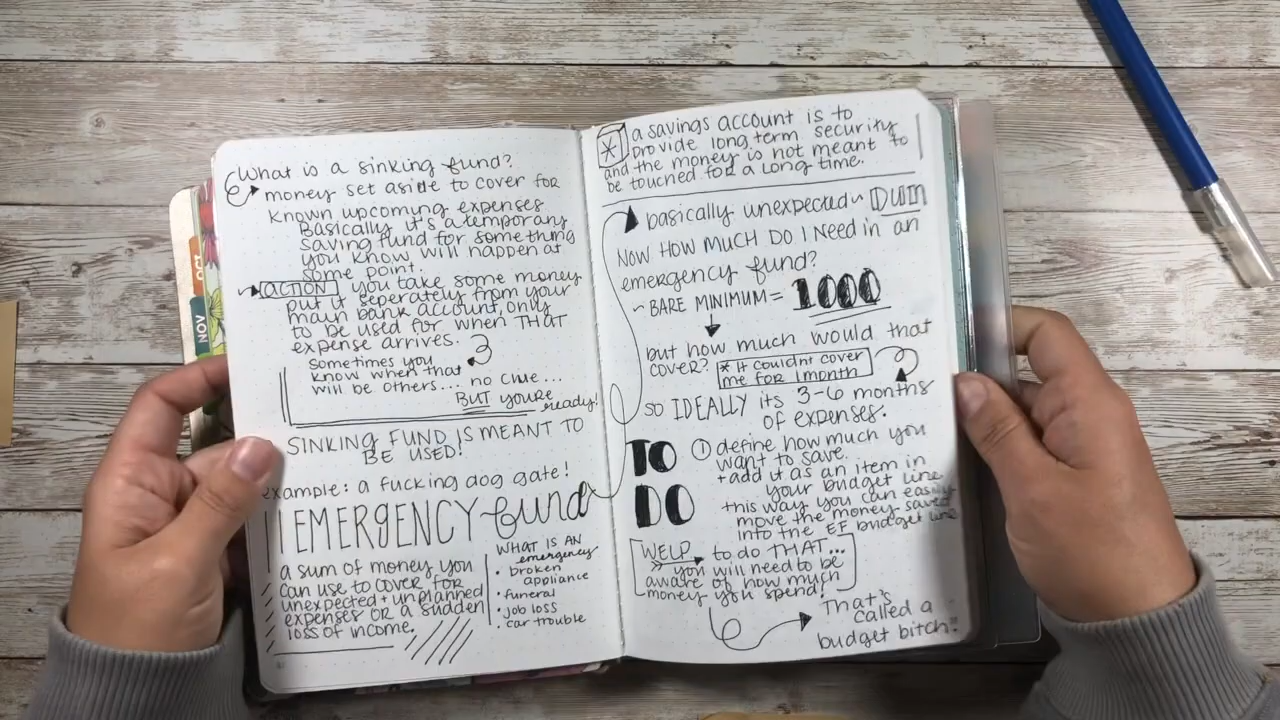 OCT
NOV
What is a sinking fund?
money set aside to cover for
known upcoming expenses
Basically it's a temporary
saving fund for something
you know will happen at
some point.
ACTION you take some money
put it seperately from your
main bank account, only
to be used for when THAT
expense arrives.
sometimes you
know when that
will be others... no clue...
BUT youre
ready!
SINKING FUND IS MEANT TO
BE USED!
example: a fucking dog gate!
EMERGENCY fund
a sum of money you
can use to cover for
unexpected + unplanned
expenses OR a sudden
loss of income.
WHAT IS AN
emergency
• broken
appliance
• funeral
• job loss
• car trouble
* a savings account is to
provide long term security
and the money is not meant to
be touched for a long time.
basically unexpected~ DUM
NOW HOW MUCH DO I Need in an
emergency fund?
~ BARE MINIMUM = 1000
but how much would that
cover? * it couldnt cover
me for 1 month
SO IDEALLY its 3-6 months
of expenses.
TO
DO
① define how much you
want to save.
+ add it as an item in
your budget line
+this way you can easily
move the money saved
into the EF budget line
WELP to do THAT...
you will need to be
aware of how much
money you spend!
That's
called a
budget bitch!